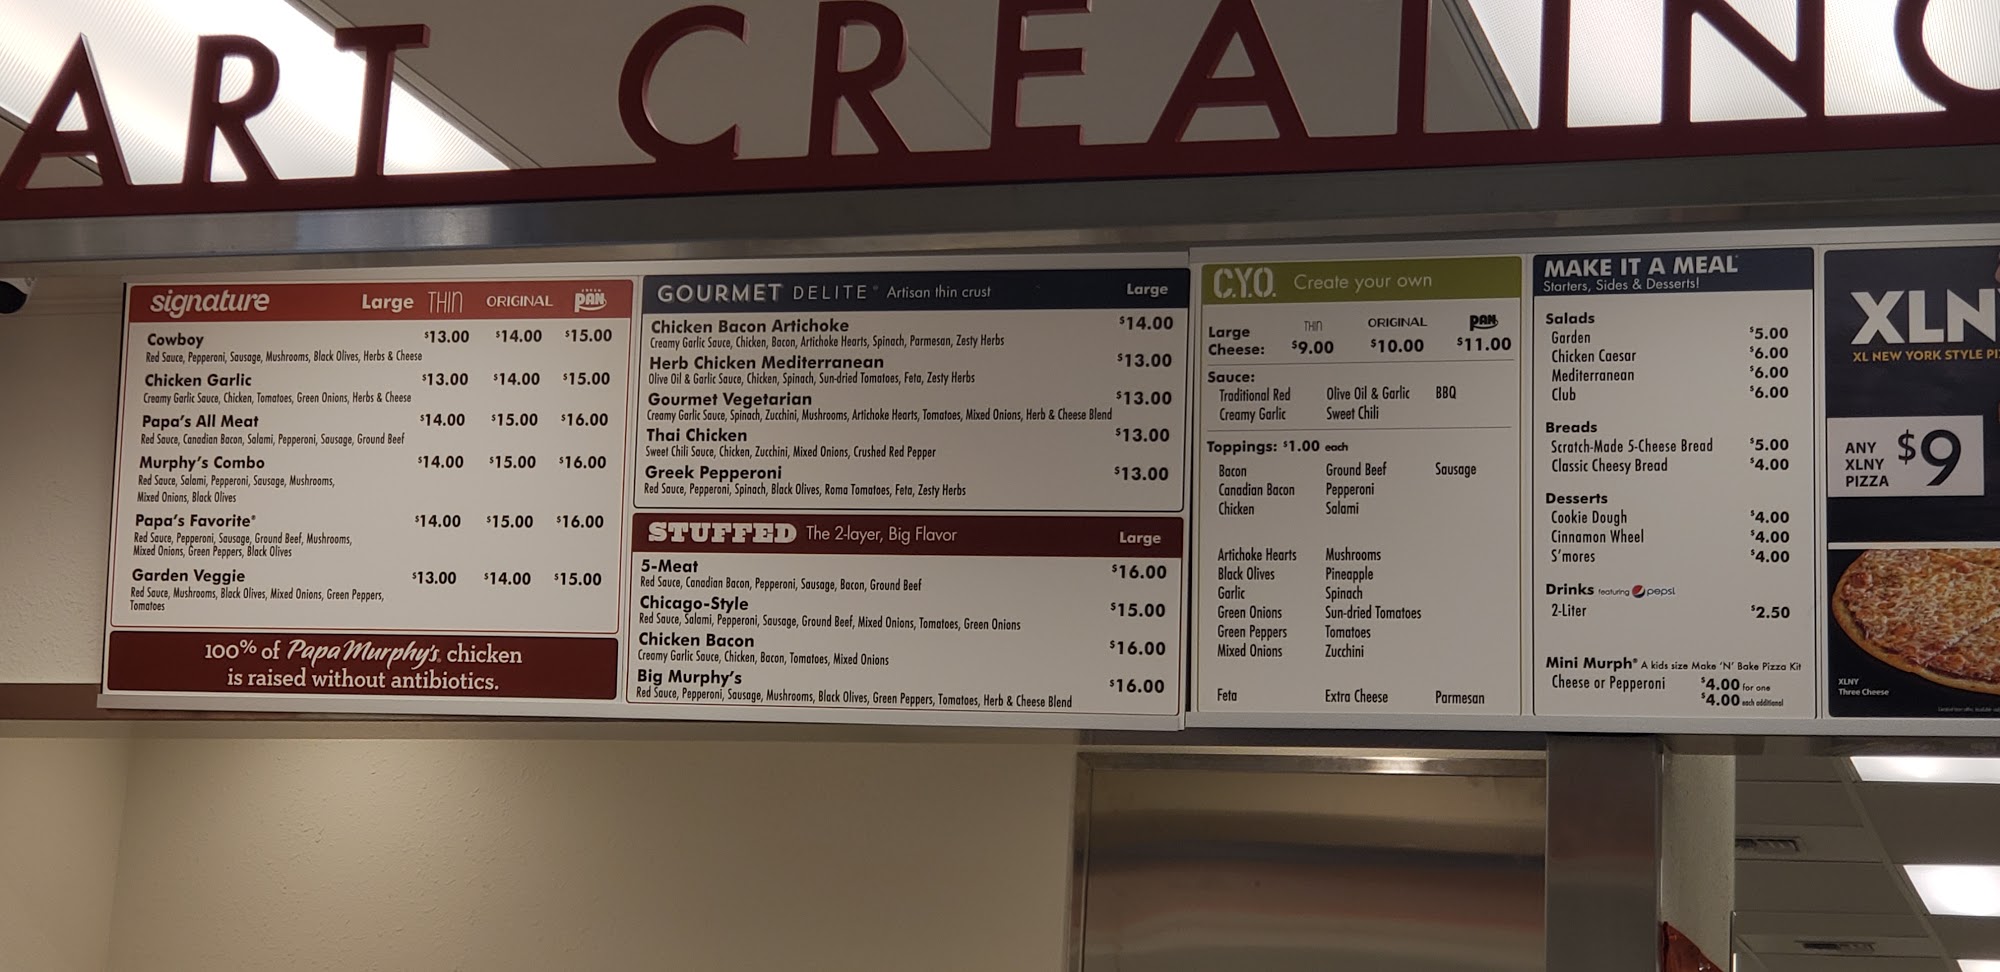 ART CREATING
signature Large THIN ORIGINAL PAN
Cowboy $13.00 $14.00 $15.00
Red Sauce, Pepperoni, Sausage, Mushrooms, Black Olives, Herbs & Cheese
Chicken Garlic $13.00 $14.00 $15.00
Creamy Garlic Sauce, Chicken, Tomatoes, Green Onions, Herbs & Cheese
Papa's All Meat $14.00 $15.00 $16.00
Red Sauce, Canadian Bacon, Salami, Pepperoni, Sausage, Ground Beef
Murphy's Combo $14.00 $15.00 $16.00
Red Sauce, Salami, Pepperoni, Sausage, Mushrooms,
Mixed Onions, Black Olives
Papa's Favorite® $14.00 $15.00 $16.00
Red Sauce, Pepperoni, Sausage, Ground Beef, Mushrooms,
Mixed Onions, Green Peppers, Black Olives
Garden Veggie $13.00 $14.00 $15.00
Red Sauce, Mushrooms, Black Olives, Mixed Onions, Green Peppers,
Tomatoes
100% of Papa Murphy's. chicken
is raised without antibiotics.
GOURMET DELITE® Artisan thin crust Large
Chicken Bacon Artichoke $14.00
Creamy Garlic Sauce, Chicken, Bacon, Artichoke Hearts, Spinach, Parmesan, Zesty Herbs
Herb Chicken Mediterranean $13.00
Olive Oil & Garlic Sauce, Chicken, Spinach, Sun-dried Tomatoes, Feta, Zesty Herbs
Gourmet Vegetarian $13.00
Creamy Garlic Sauce, Spinach, Zucchini, Mushrooms, Artichoke Hearts, Tomatoes, Mixed Onions, Herb & Cheese Blend
Thai Chicken $13.00
Sweet Chili Sauce, Chicken, Zucchini, Mixed Onions, Crushed Red Pepper
Greek Pepperoni $13.00
Red Sauce, Pepperoni, Spinach, Black Olives, Roma Tomatoes, Feta, Zesty Herbs
STUFFED The 2-layer, Big Flavor Large
5-Meat $16.00
Red Sauce, Canadian Bacon, Pepperoni, Sausage, Bacon, Ground Beef
Chicago-Style $15.00
Red Sauce, Salami, Pepperoni, Sausage, Ground Beef, Mixed Onions, Tomatoes, Green Onions
Chicken Bacon $16.00
Creamy Garlic Sauce, Chicken, Bacon, Tomatoes, Mixed Onions
Big Murphy's $16.00
Red Sauce, Pepperoni, Sausage, Mushrooms, Black Olives, Green Peppers, Tomatoes, Herb & Cheese Blend
C.Y.O. Create your own
THIN ORIGINAL PAN
Large
Cheese: $9.00 $10.00 $11.00
Sauce:
Traditional Red Olive Oil & Garlic BBQ
Creamy Garlic Sweet Chili
Toppings: $1.00 each
Bacon Ground Beef Sausage
Canadian Bacon Pepperoni
Chicken Salami
Artichoke Hearts Mushrooms
Black Olives Pineapple
Garlic Spinach
Green Onions Sun-dried Tomatoes
Green Peppers Tomatoes
Mixed Onions Zucchini
Feta Extra Cheese Parmesan
MAKE IT A MEAL
Starters, Sides & Desserts!
Salads
Garden $5.00
Chicken Caesar $6.00
Mediterranean $6.00
Club $6.00
Breads
Scratch-Made 5-Cheese Bread $5.00
Classic Cheesy Bread $4.00
Desserts
Cookie Dough $4.00
Cinnamon Wheel $4.00
S'mores $4.00
Drinks featuring pepsi
2-Liter $2.50
Mini Murph® A kids size Make 'N' Bake Pizza Kit
Cheese or Pepperoni $4.00 for one
$4.00 each additional
XLN
XL NEW YORK STYLE PI
ANY
XLNY
PIZZA
$9
XLNY
Three Cheese